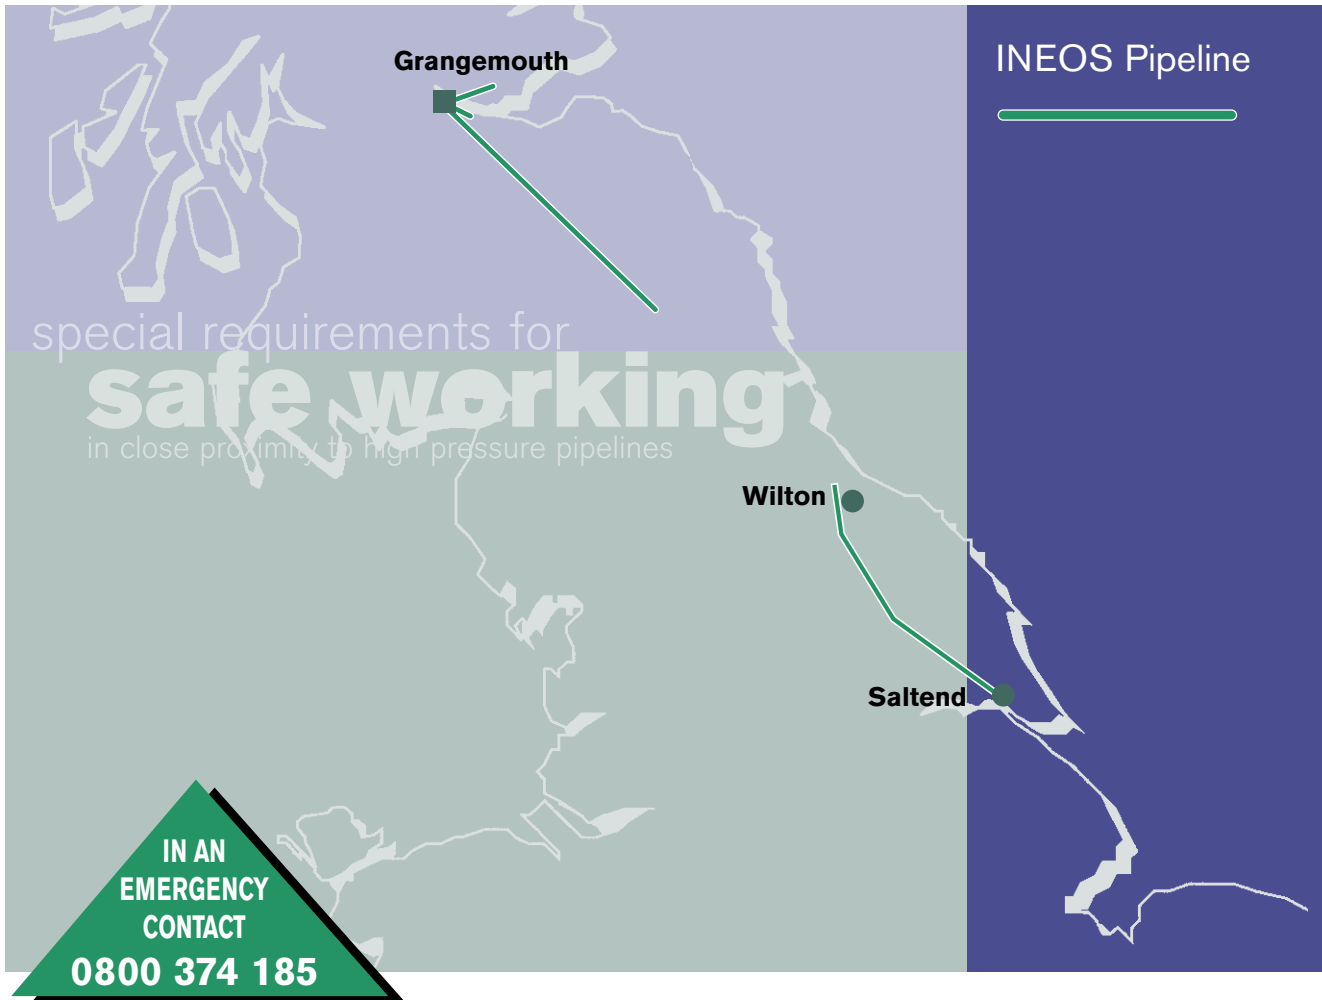 Grangemouth
INEOS Pipeline
special requirements for
safe working
in close proximity to high pressure pipelines
Wilton
Saltend
IN AN
EMERGENCY
CONTACT
0800 374 185